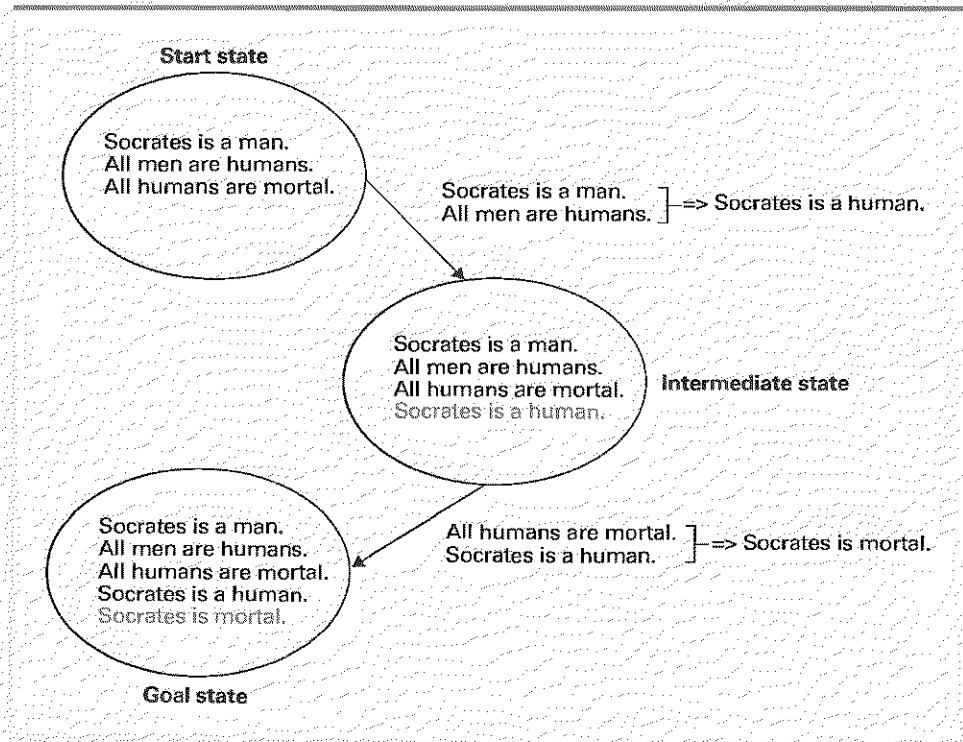 Start state
Socrates is a man.
All men are humans.
All humans are mortal.
Socrates is a man.
All men are humans.
=> Socrates is a human.
Socrates is a man.
All men are humans.
All humans are mortal.
Socrates is a human.
Intermediate state
All humans are mortal.
Socrates is a human.
=> Socrates is mortal.
Socrates is a man.
All men are humans.
All humans are mortal.
Socrates is a human.
Socrates is mortal.
Goal state